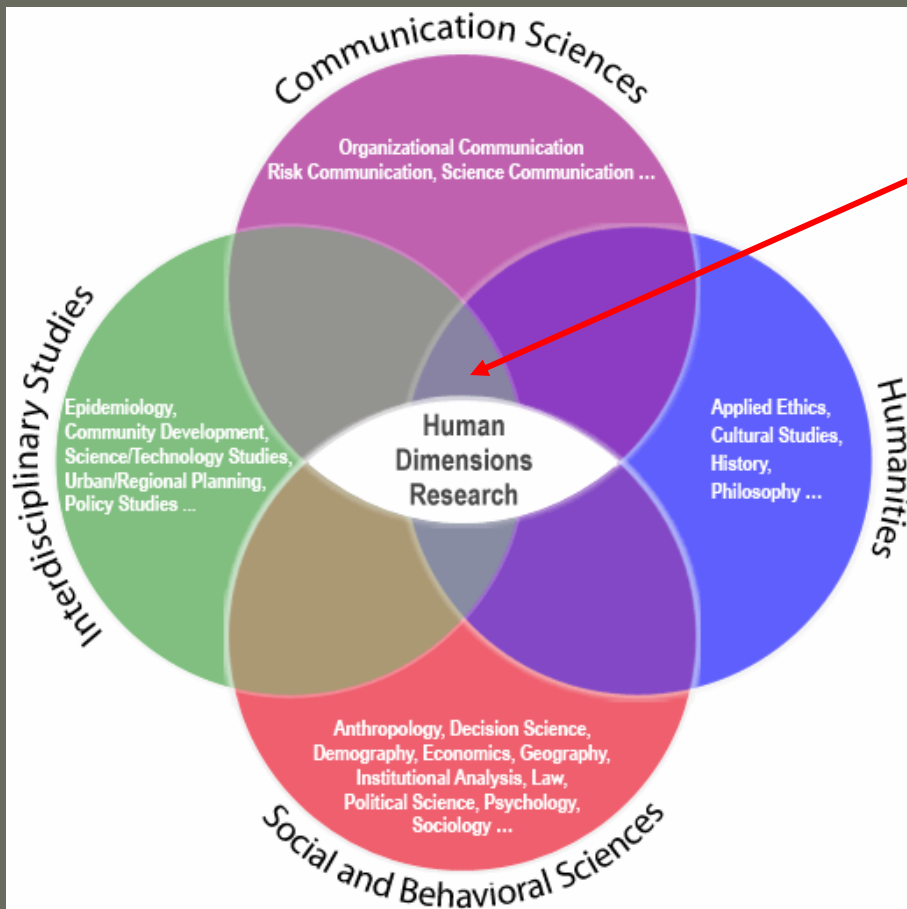 Communication Sciences
Organizational Communication
Risk Communication, Science Communication ...
Interdisciplinary Studies
Epidemiology,
Community Development,
Science/Technology Studies,
Urban/Regional Planning,
Policy Studies ...
Human
Dimensions
Research
Applied Ethics,
Cultural Studies,
History,
Philosophy ...
Humanities
Anthropology, Decision Science,
Demography, Economics, Geography,
Institutional Analysis, Law,
Political Science, Psychology,
Sociology ...
Social and Behavioral Sciences